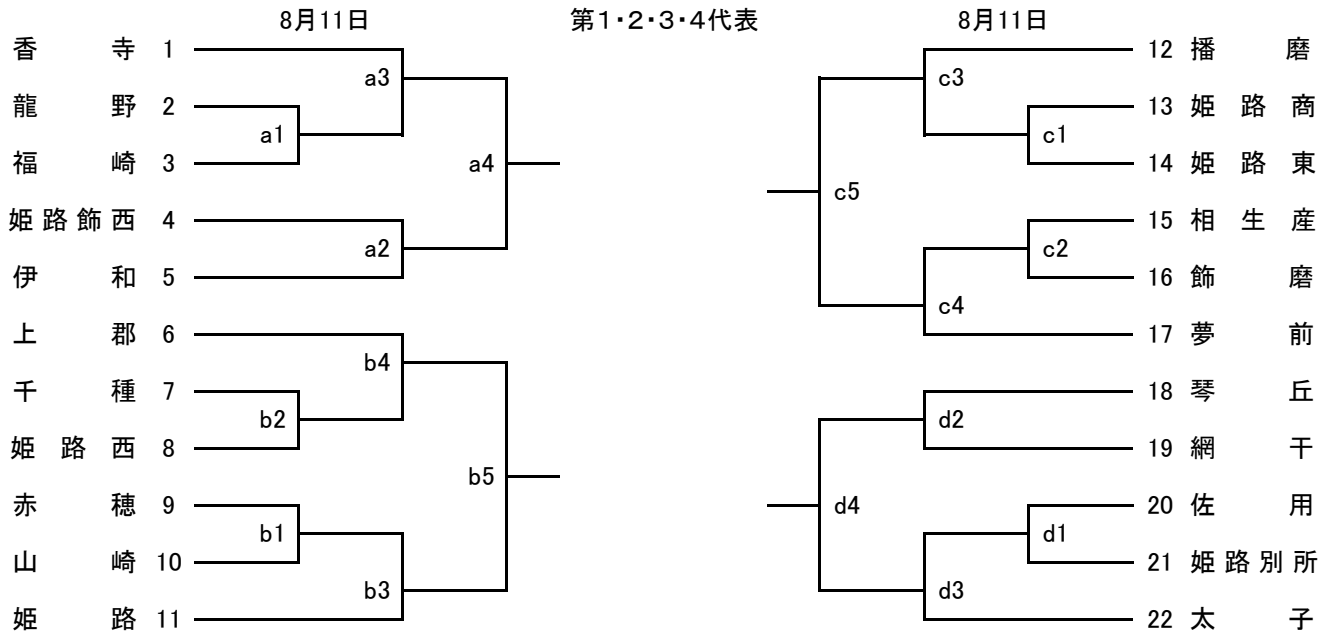 8月11日 第1・2・3・4代表 8月11日
香寺 1 12 播磨
a3 c3
龍野 2 13 姫路商
a1 c1
福崎 3 a4 14 姫路東
c5
姫路飾西 4 15 相生産
a2 c2
伊和 5 16 飾磨
c4
上郡 6 17 夢前
b4
千種 7 18 琴丘
b2 d2
姫路西 8 19 網干
b5
赤穂 9 d4 20 佐用
b1 d1
山崎 10 21 姫路別所
b3 d3
姫路 11 22 太子